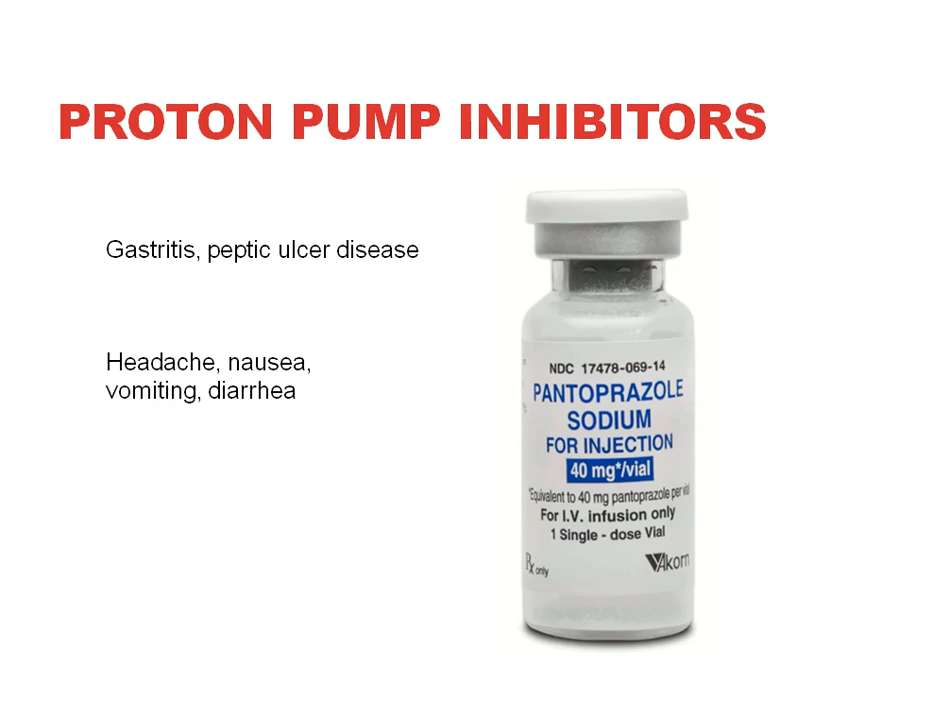 PROTON PUMP INHIBITORS
Gastritis, peptic ulcer disease
Headache, nausea,
vomiting, diarrhea
NDC 17478-069-14
PANTOPRAZOLE
SODIUM
FOR INJECTION
40 mg*/vial
*Equivalent to 40 mg pantoprazole per vial
For I.V. infusion only
1 Single - dose Vial
Rx only
Akorn